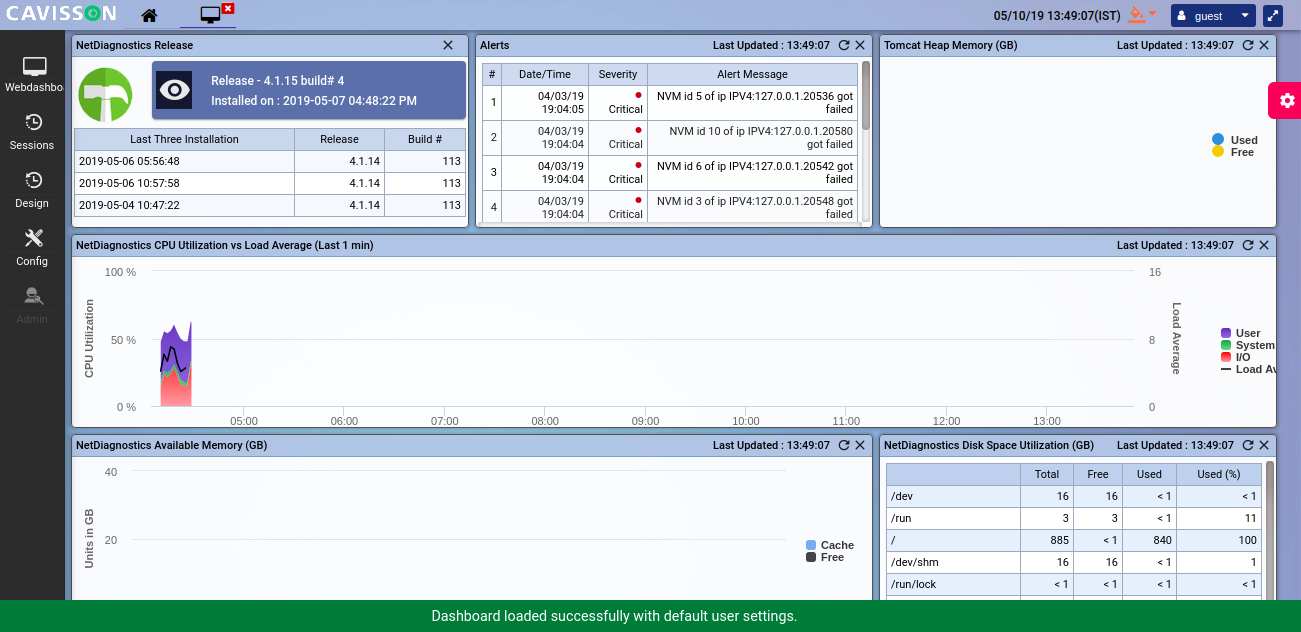 CAVISSON
05/10/19 13:49:07(IST)
guest
Webdashbo
Sessions
Design
Config
Admin
NetDiagnostics Release
Release - 4.1.15 build# 4
Installed on : 2019-05-07 04:48:22 PM
Last Three Installation Release Build #
2019-05-06 05:56:48 4.1.14 113
2019-05-06 10:57:58 4.1.14 113
2019-05-04 10:47:22 4.1.14 113
Alerts Last Updated : 13:49:07
# Date/Time Severity Alert Message
1 04/03/19 19:04:05 Critical NVM id 5 of ip IPV4:127.0.0.1.20536 got failed
2 04/03/19 19:04:04 Critical NVM id 10 of ip IPV4:127.0.0.1.20580 got failed
3 04/03/19 19:04:04 Critical NVM id 6 of ip IPV4:127.0.0.1.20542 got failed
4 04/03/19 19:04:04 Critical NVM id 3 of ip IPV4:127.0.0.1.20548 got failed
Tomcat Heap Memory (GB) Last Updated : 13:49:07
Used
Free
NetDiagnostics CPU Utilization vs Load Average (Last 1 min) Last Updated : 13:49:07
CPU Utilization
100 %
50 %
0 %
05:00 06:00 07:00 08:00 09:00 10:00 11:00 12:00 13:00
16
8
0
Load Average
User
System
I/O
Load Av
NetDiagnostics Available Memory (GB) Last Updated : 13:49:07
Units in GB
40
20
Cache
Free
NetDiagnostics Disk Space Utilization (GB) Last Updated : 13:49:07
Total Free Used Used (%)
/dev 16 16 < 1 < 1
/run 3 3 < 1 11
/ 885 < 1 840 100
/dev/shm 16 16 < 1 1
/run/lock < 1 < 1 < 1 < 1
Dashboard loaded successfully with default user settings.